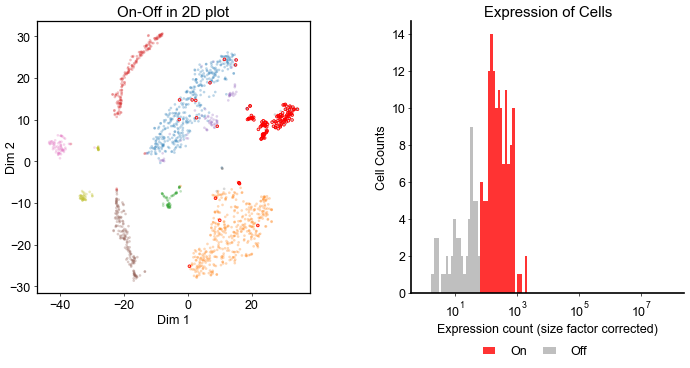 On-Off in 2D plot
Dim 2
30
20
10
0
−10
−20
−30
−40
−20
0
20
Dim 1
Expression of Cells
Cell Counts
14
12
10
8
6
4
2
0
10^1
10^3
10^5
10^7
Expression count (size factor corrected)
On
Off